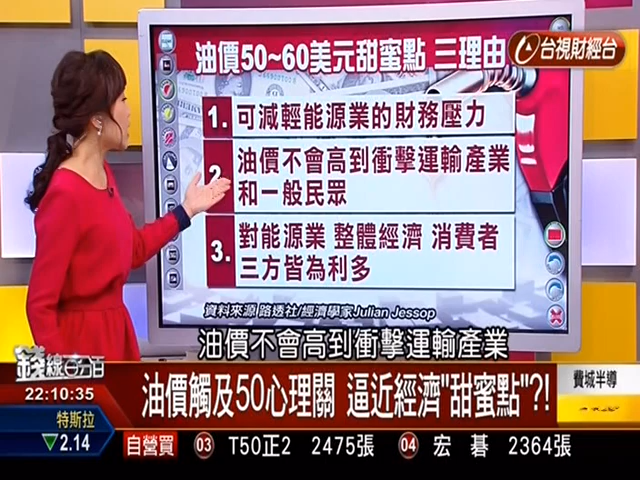 油價50~60美元甜蜜點 三理由
台視財經台
1. 可減輕能源業的財務壓力
2. 油價不會高到衝擊運輸產業
和一般民眾
3. 對能源業 整體經濟 消費者
三方皆為利多
資料來源 路透社/經濟學家Julian Jessop
油價不會高到衝擊運輸產業
錢線百分百
22:10:35
油價觸及50心理關 逼近經濟"甜蜜點"?!
費城半導
特斯拉
▽2.14
自營買 03 T50正2 2475張 04 宏碁 2364張